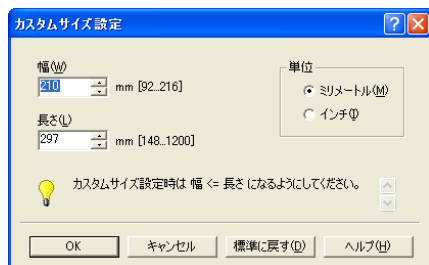 カスタムサイズ設定
幅(W)
210 mm [92...216]
長さ(L)
297 mm [148...1200]
単位
ミリメートル(M)
インチ(I)
カスタムサイズ設定時は 幅 <= 長さ になるようにしてください。
OK キャンセル 標準に戻す(D) ヘルプ(H)